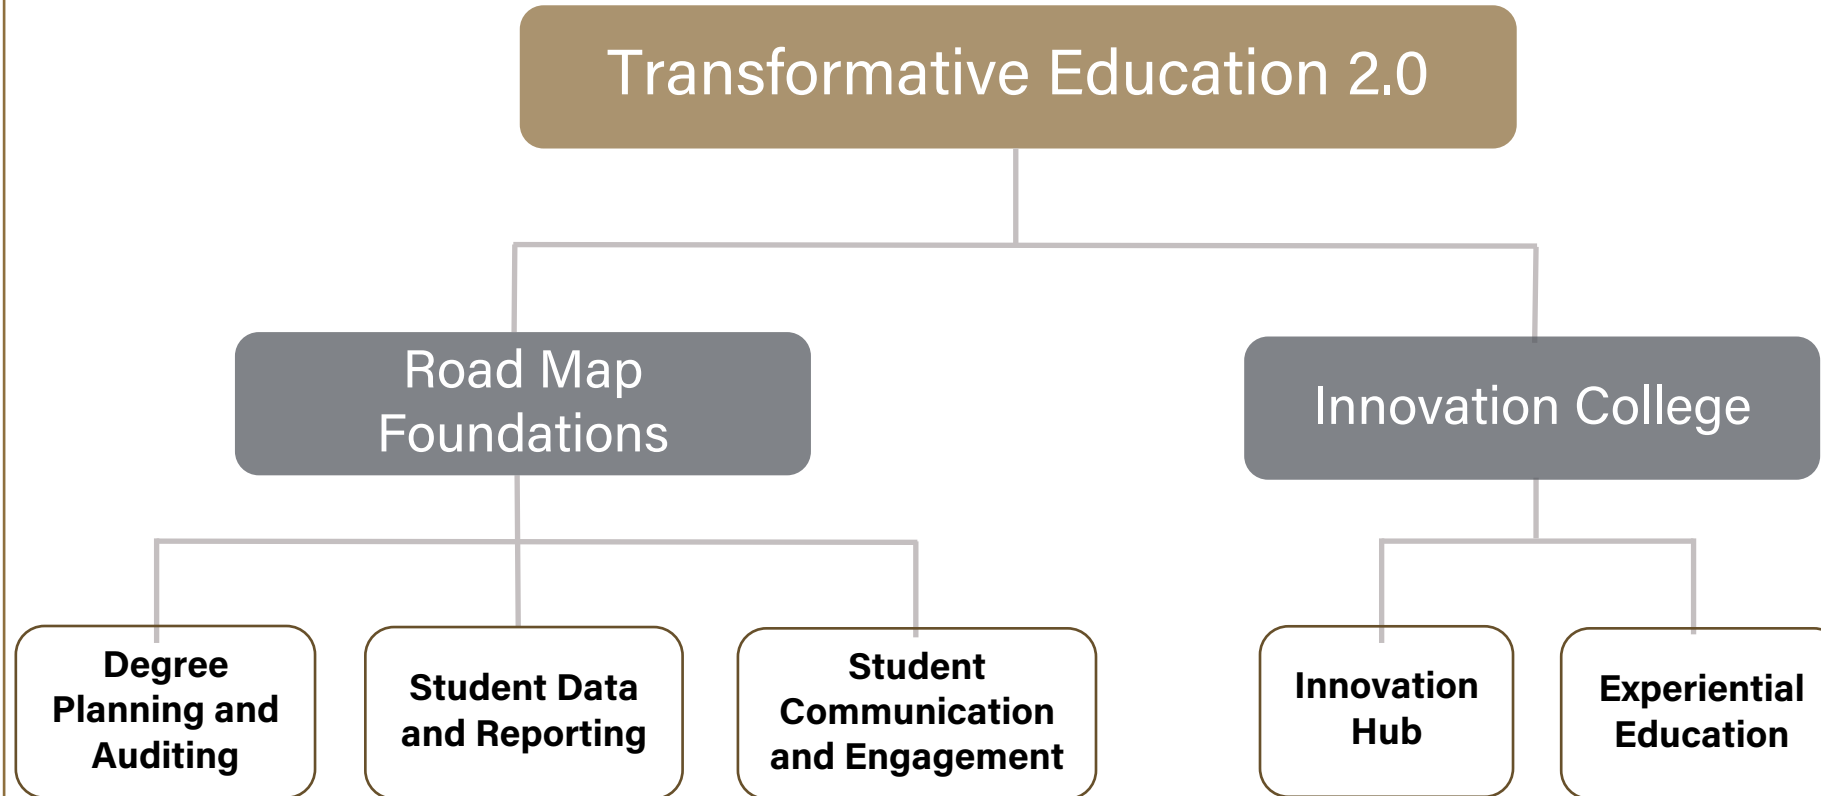 Transformative Education 2.0
Road Map
Foundations
Innovation College
Degree
Planning and
Auditing
Student Data
and Reporting
Student
Communication
and Engagement
Innovation
Hub
Experiential
Education